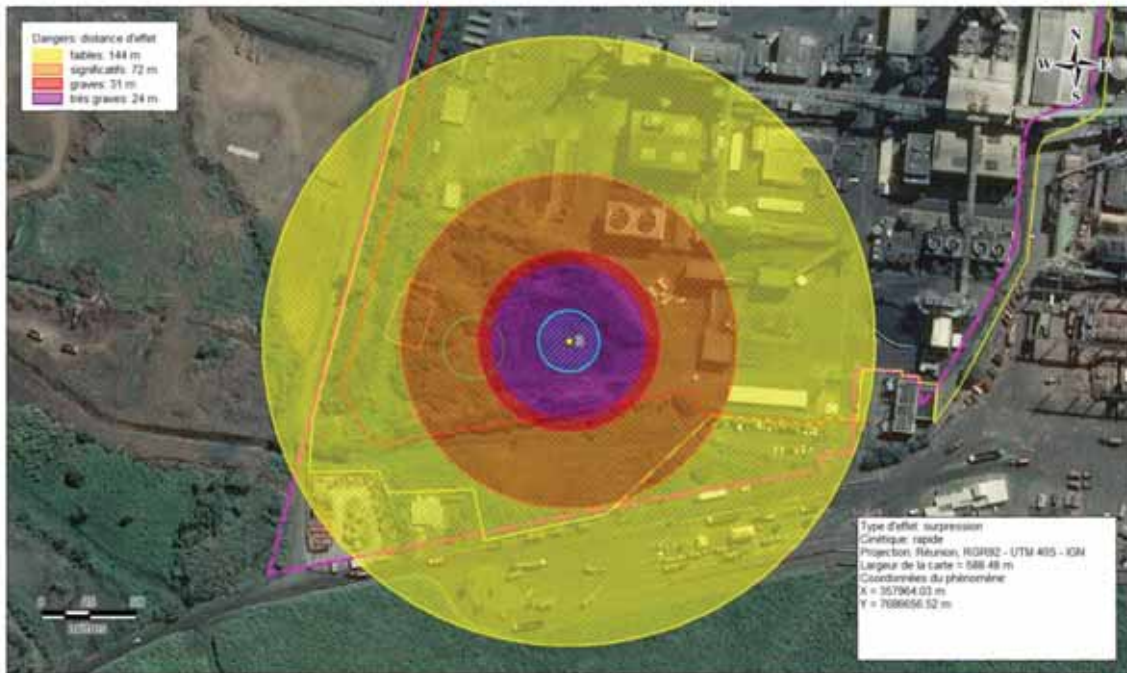 Dangers: distance d'effet
faibles: 144 m
significatifs: 72 m
graves: 31 m
très graves: 24 m
N
W
E
S
Type d'effet: surpression
Cinétique: rapide
Projection: Réunion, RGR92 - UTM 40S - IGN
Largeur de la carte = 588.48 m
Coordonnées du phénomène:
X = 357964.03 m
Y = 7686656.52 m